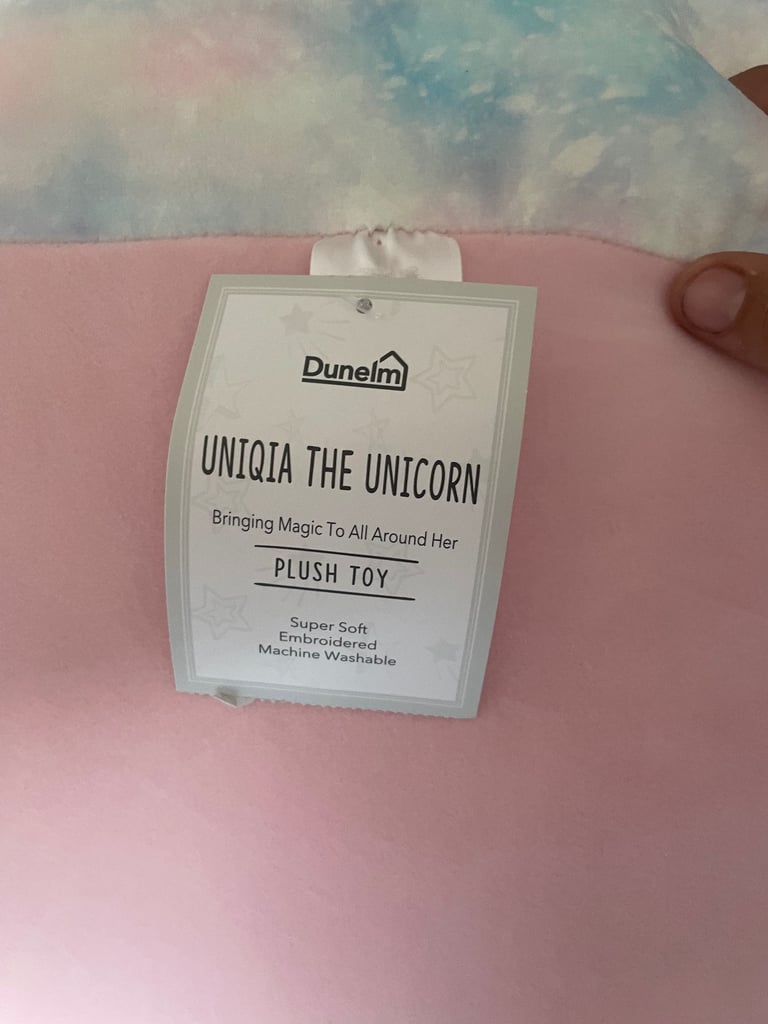 Dunelm
UNIQIA THE UNICORN
Bringing Magic To All Around Her
PLUSH TOY
Super Soft
Embroidered
Machine Washable